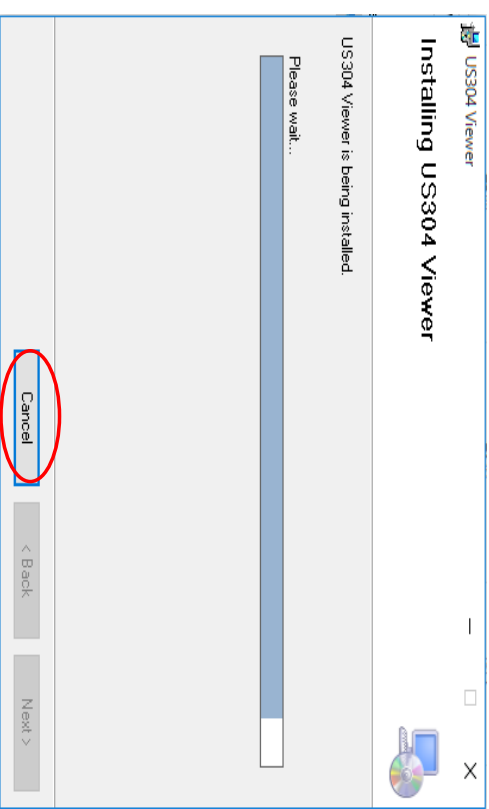 US304 Viewer
Installing US304 Viewer
US304 Viewer is being installed.
Please wait...
Cancel
< Back
Next >